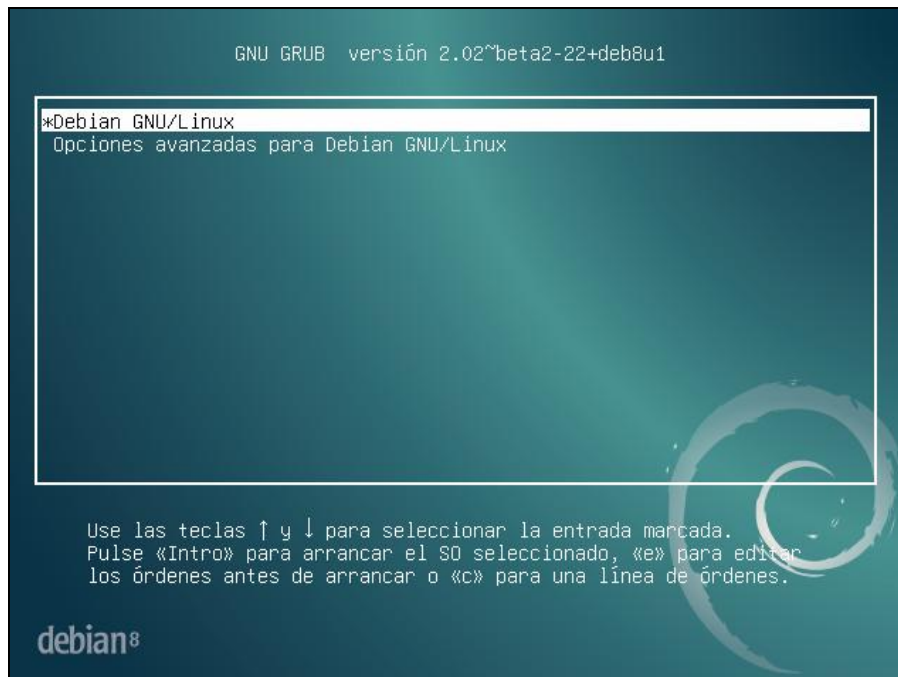 GNU GRUB versión 2.02~beta2-22+deb8u1
*Debian GNU/Linux
Opciones avanzadas para Debian GNU/Linux
Use las teclas ↑ y ↓ para seleccionar la entrada marcada.
Pulse «Intro» para arrancar el SO seleccionado, «e» para editar
los órdenes antes de arrancar o «c» para una línea de órdenes.
debian8